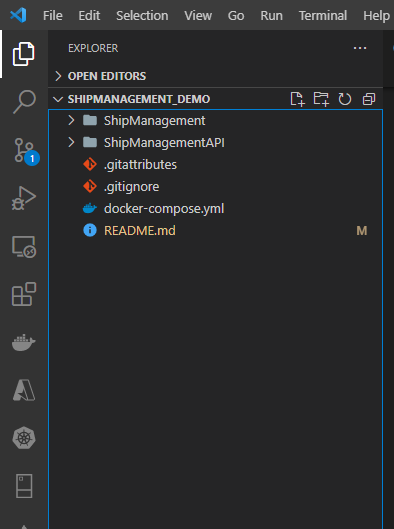 File Edit Selection View Go Run Terminal Help
EXPLORER
OPEN EDITORS
SHIPMANAGEMENT_DEMO
ShipManagement
ShipManagementAPI
.gitattributes
.gitignore
docker-compose.yml
README.md M
1